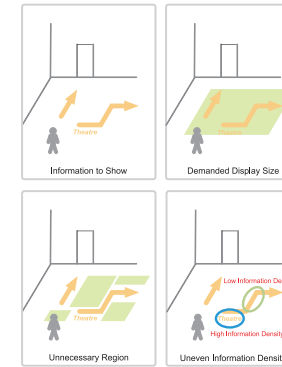 Theatre
Information to Show
Theatre
Demanded Display Size
Theatre
Unnecessary Region
Low Information De
Theatre
High Information Density
Uneven Information Densit